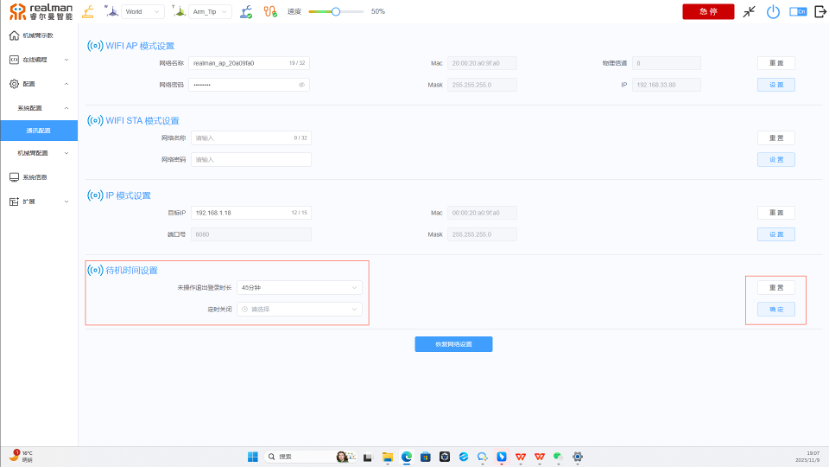 realman
睿尔曼智能
World
Arm_Tip
速度
50%
急停
CH
机械臂示教
在线编程
配置
系统配置
通讯配置
机械臂配置
系统信息
扩展
WIFI AP 模式设置
网络名称 realman_ap_20a09fa0 19 / 32 Mac 20:00:20:a0:9f:a0 物理信道 0 重置
网络密码 •••••••• Mask 255.255.255.0 IP 192.168.33.80 设置
WIFI STA 模式设置
网络名称 请输入 0 / 32 重置
网络密码 请输入 设置
IP 模式设置
目标IP 192.168.1.18 12 / 15 Mac 00:00:20:a0:9f:a0 重置
端口号 8080 Mask 255.255.255.0 设置
待机时间设置
未操作退出登录时长 45分钟 重置
定时关闭 请选择 确定
恢复网络设置
16°C
晴朗
搜索
19:07
2023/11/9